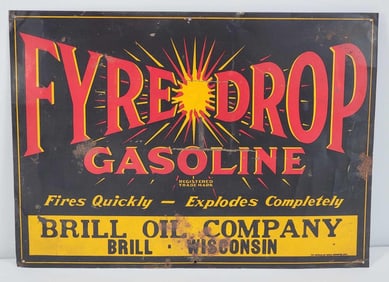 FYRE DROP
GASOLINE
REGISTERED
TRADE MARK
Fires Quickly — Explodes Completely
BRILL OIL COMPANY
BRILL · WISCONSIN